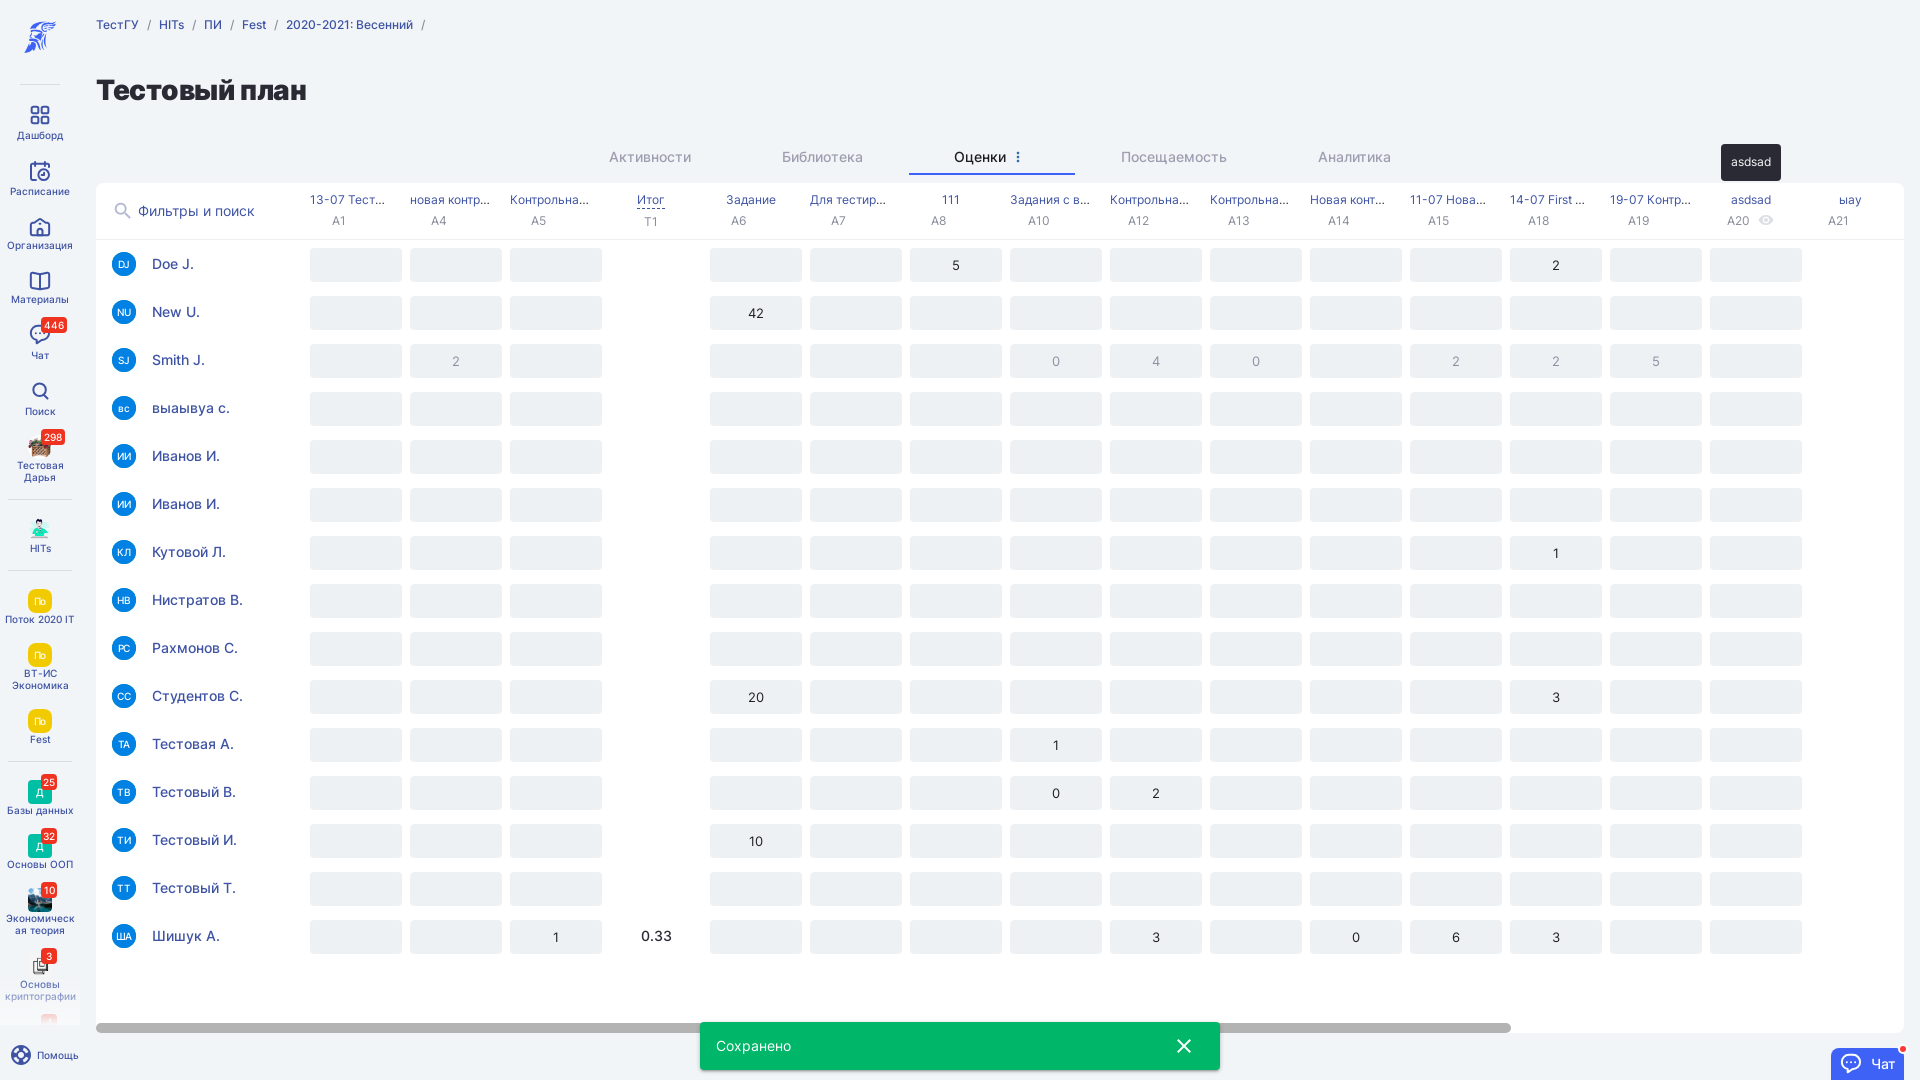 ТестГУ / HITs / ПИ / Fest / 2020-2021: Весенний /
Тестовый план
Дашборд
Расписание
Организация
Материалы
446
Чат
Поиск
298
Тестовая
Дарья
HITs
По
Поток 2020 IT
По
ВТ-ИС
Экономика
По
Fest
25
Д
Базы данных
32
Д
Основы ООП
10
Экономическ
ая теория
3
Основы
криптографии
Помощь
Активности Библиотека Оценки Посещаемость Аналитика
asdsad
Фильтры и поиск
13-07 Тест... новая контр... Контрольна... Итог Задание Для тестир... 111 Задания с в... Контрольна... Контрольна... Новая конт... 11-07 Нова... 14-07 First ... 19-07 Контр... asdsad ыау
A1 A4 A5 T1 A6 A7 A8 A10 A12 A13 A14 A15 A18 A19 A20 A21
DJ Doe J. 5 2
NU New U. 42
SJ Smith J. 2 0 4 0 2 2 5
вс выаывуа с.
ИИ Иванов И.
ИИ Иванов И.
КЛ Кутовой Л. 1
НВ Нистратов В.
РС Рахмонов С.
СС Студентов С. 20 3
ТА Тестовая А. 1
ТВ Тестовый В. 0 2
ТИ Тестовый И. 10
ТТ Тестовый Т.
ША Шишук А. 1 0.33 3 0 6 3
Сохранено
Чат